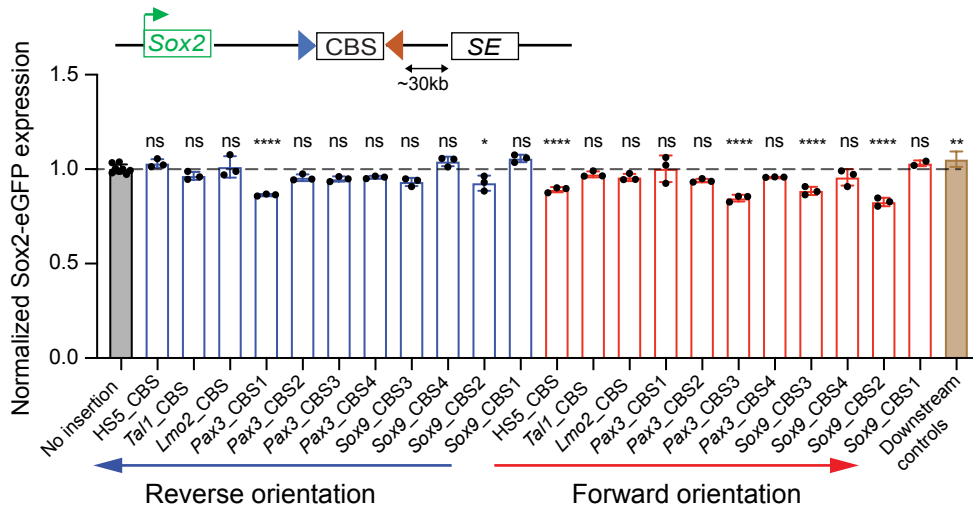 Sox2
CBS
SE
~30kb
Normalized Sox2-eGFP expression
1.5
1.0
0.5
0.0
ns
ns
ns
****
ns
ns
ns
ns
ns
*
ns
****
ns
ns
ns
ns
****
ns
****
ns
****
ns
**
No insertion
HS5_CBS
Tal1_CBS
Lmo2_CBS
Pax3_CBS1
Pax3_CBS2
Pax3_CBS3
Pax3_CBS4
Sox9_CBS3
Sox9_CBS4
Sox9_CBS2
Sox9_CBS1
HS5_CBS
Tal1_CBS
Lmo2_CBS
Pax3_CBS1
Pax3_CBS2
Pax3_CBS3
Pax3_CBS4
Sox9_CBS3
Sox9_CBS4
Sox9_CBS2
Sox9_CBS1
Downstream
controls
Reverse orientation
Forward orientation